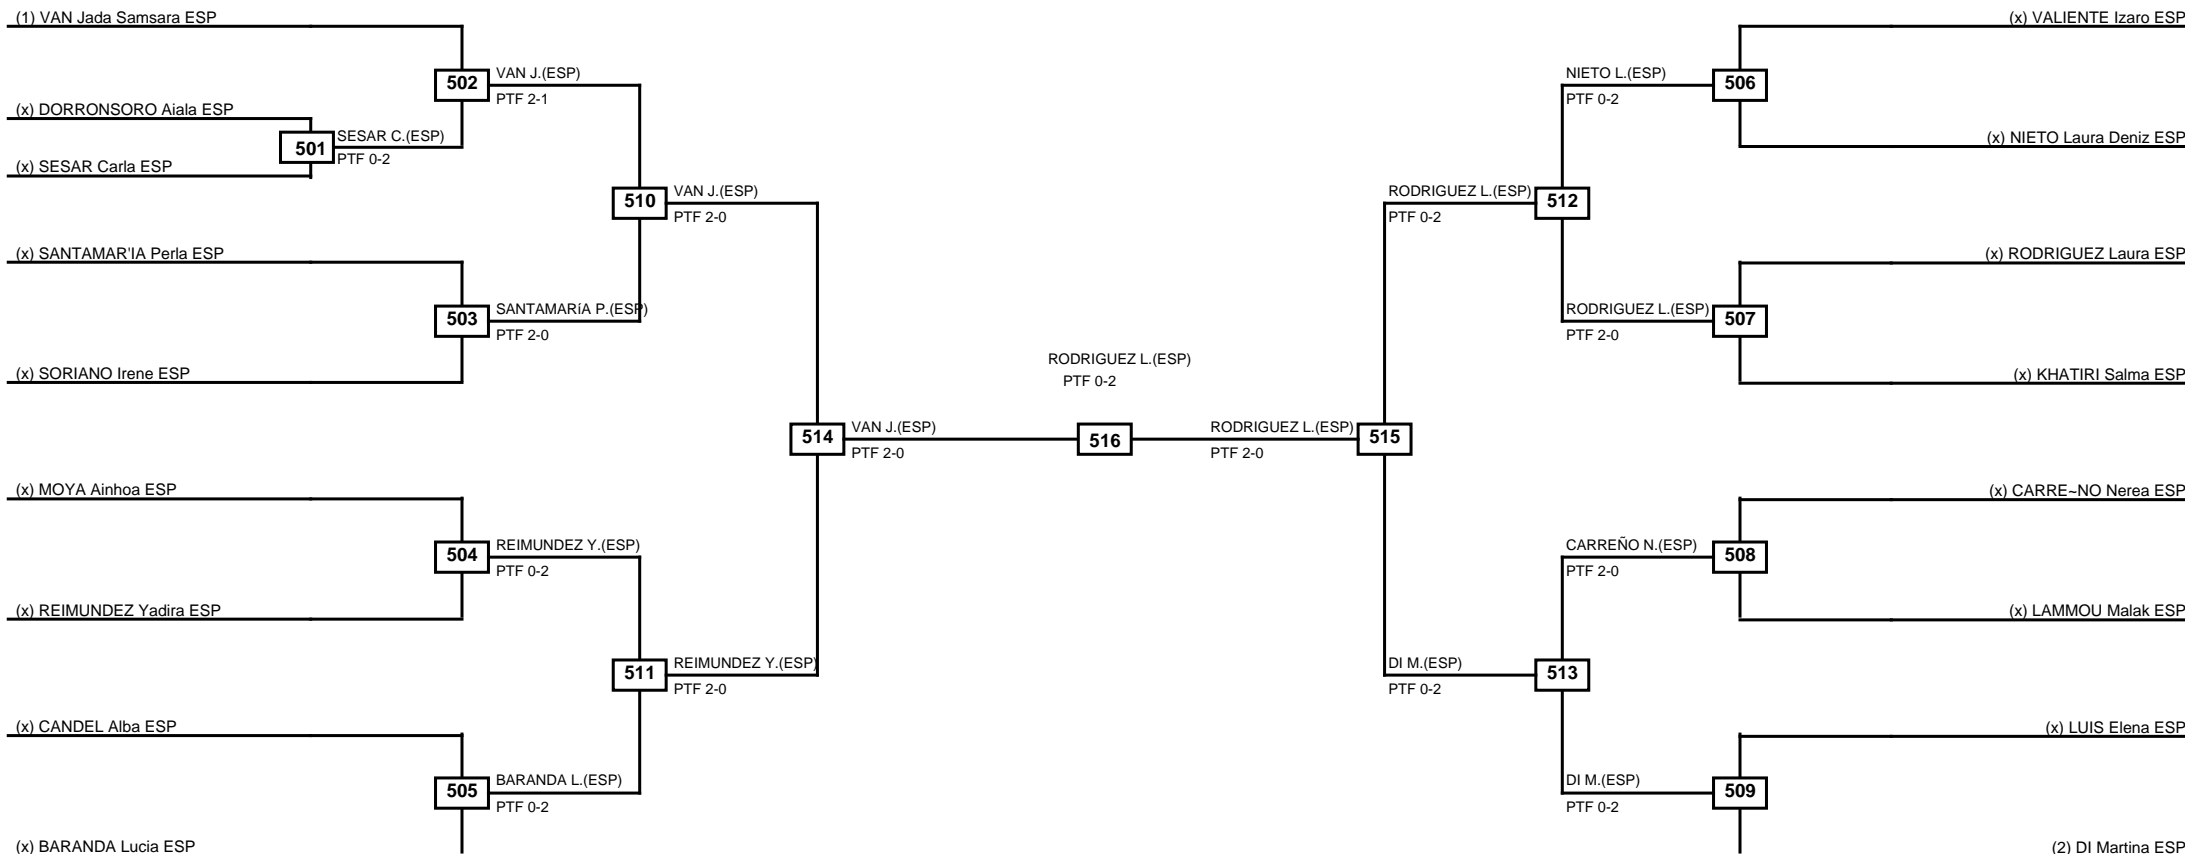 (1) VAN Jada Samsara ESP
(x) DORRONSORO Aiala ESP
(x) SESAR Carla ESP
(x) SANTAMAR'IA Perla ESP
(x) SORIANO Irene ESP
(x) MOYA Ainhoa ESP
(x) REIMUNDEZ Yadira ESP
(x) CANDEL Alba ESP
(x) BARANDA Lucia ESP
501
SESAR C.(ESP)
PTF 0-2
502
VAN J.(ESP)
PTF 2-1
503
SANTAMARíA P.(ESP)
PTF 2-0
504
REIMUNDEZ Y.(ESP)
PTF 0-2
505
BARANDA L.(ESP)
PTF 0-2
510
VAN J.(ESP)
PTF 2-0
511
REIMUNDEZ Y.(ESP)
PTF 2-0
514
VAN J.(ESP)
PTF 2-0
RODRIGUEZ L.(ESP)
PTF 0-2
516
RODRIGUEZ L.(ESP)
PTF 2-0
515
RODRIGUEZ L.(ESP)
PTF 0-2
512
DI M.(ESP)
PTF 0-2
513
NIETO L.(ESP)
PTF 0-2
506
RODRIGUEZ L.(ESP)
PTF 2-0
507
CARREÑO N.(ESP)
PTF 2-0
508
DI M.(ESP)
PTF 0-2
509
(x) VALIENTE Izaro ESP
(x) NIETO Laura Deniz ESP
(x) RODRIGUEZ Laura ESP
(x) KHATIRI Salma ESP
(x) CARRE~NO Nerea ESP
(x) LAMMOU Malak ESP
(x) LUIS Elena ESP
(2) DI Martina ESP